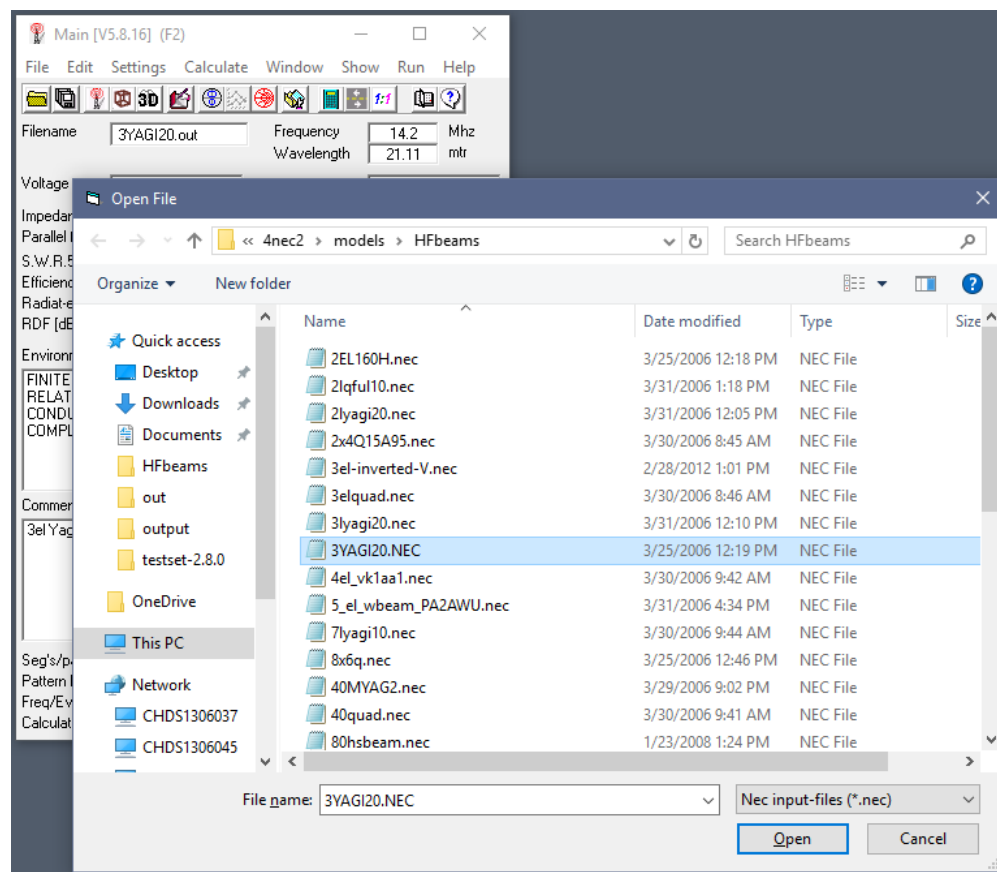 Main [V5.8.16] (F2)
File Edit Settings Calculate Window Show Run Help
3D 1:1
Filename 3YAGI20.out Frequency 14.2 Mhz
Wavelength 21.11 mtr
Voltage
Open File
Impedan
Parallel
« 4nec2 › models › HFbeams Search HFbeams
S.W.R.5
Efficienc
Organize New folder
Radiat-e
RDF [dB
Name Date modified Type Size
Quick access
Environm
2EL160H.nec 3/25/2006 12:18 PM NEC File
Desktop
FINITE
2lqful10.nec 3/31/2006 1:18 PM NEC File
RELAT
Downloads
CONDU
2lyagi20.nec 3/31/2006 12:05 PM NEC File
COMPL
Documents
2x4Q15A95.nec 3/30/2006 8:45 AM NEC File
HFbeams
3el-inverted-V.nec 2/28/2012 1:01 PM NEC File
out
3elquad.nec 3/30/2006 8:46 AM NEC File
Commen
output
3lyagi20.nec 3/31/2006 12:10 PM NEC File
3el Yag
testset-2.8.0
3YAGI20.NEC 3/25/2006 12:19 PM NEC File
4el_vk1aa1.nec 3/30/2006 9:42 AM NEC File
OneDrive
5_el_wbeam_PA2AWU.nec 3/31/2006 4:34 PM NEC File
This PC
7lyagi10.nec 3/30/2006 9:44 AM NEC File
Seg's/p
8x6q.nec 3/25/2006 12:46 PM NEC File
Pattern
Network
40MYAG2.nec 3/29/2006 9:02 PM NEC File
Freq/Ev
CHDS1306037
40quad.nec 3/30/2006 9:41 AM NEC File
Calculat
CHDS1306045
80hsbeam.nec 1/23/2008 1:24 PM NEC File
File name: 3YAGI20.NEC Nec input-files (*.nec)
Open Cancel